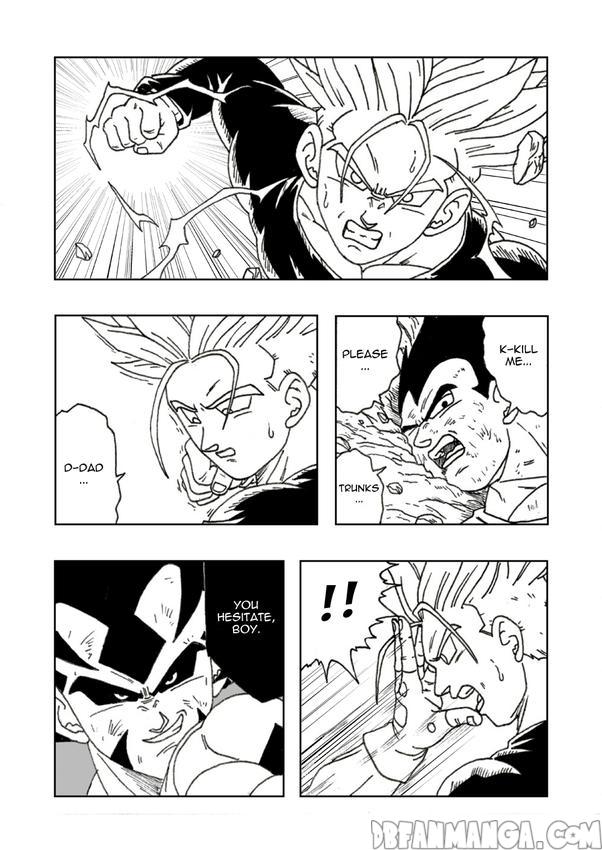 D-DAD
...
K-KILL
ME...
PLEASE
...
TRUNKS
...
YOU
HESITATE,
BOY.
!!
DBFANMANGA.COM